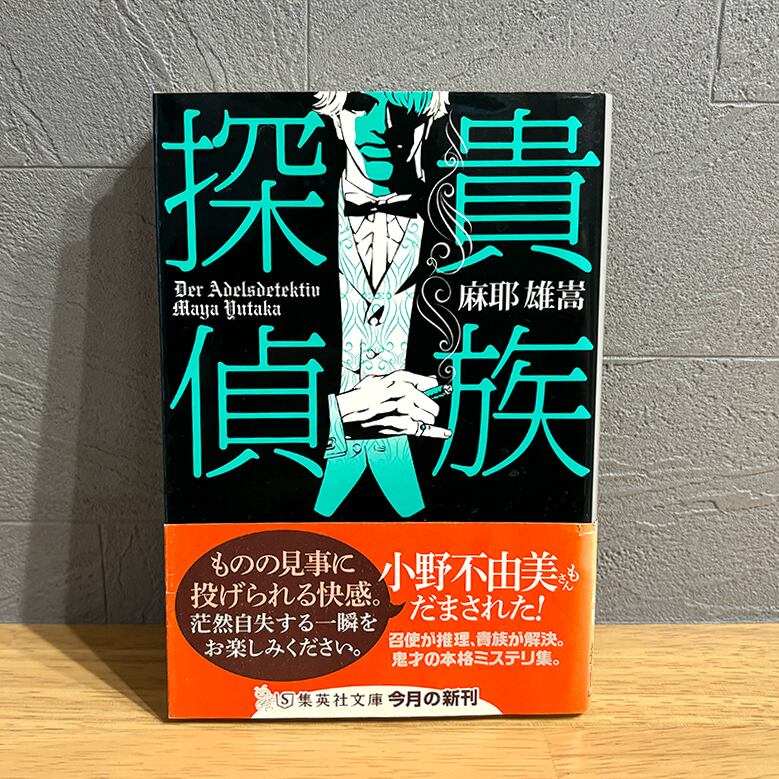 貴族
探偵
麻耶 雄嵩
Der Adelsdetektiv
Maya Yutaka
小野不由美さんも
だまされた!
ものの見事に
投げられる快感。
茫然自失する一瞬を
お楽しみください。
召使が推理、貴族が解決。
鬼才の本格ミステリ集。
S 集英社文庫 今月の新刊